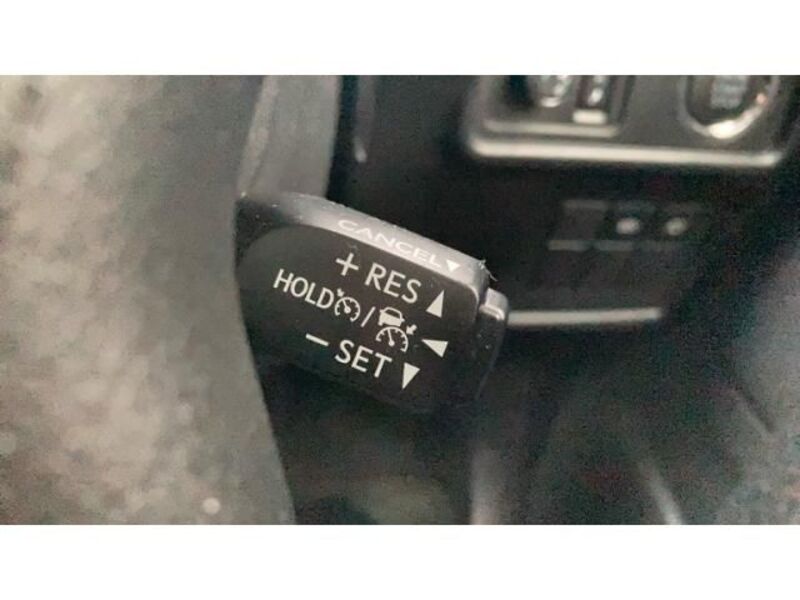 CANCEL▼
+ RES ▲
HOLD /
− SET ▼